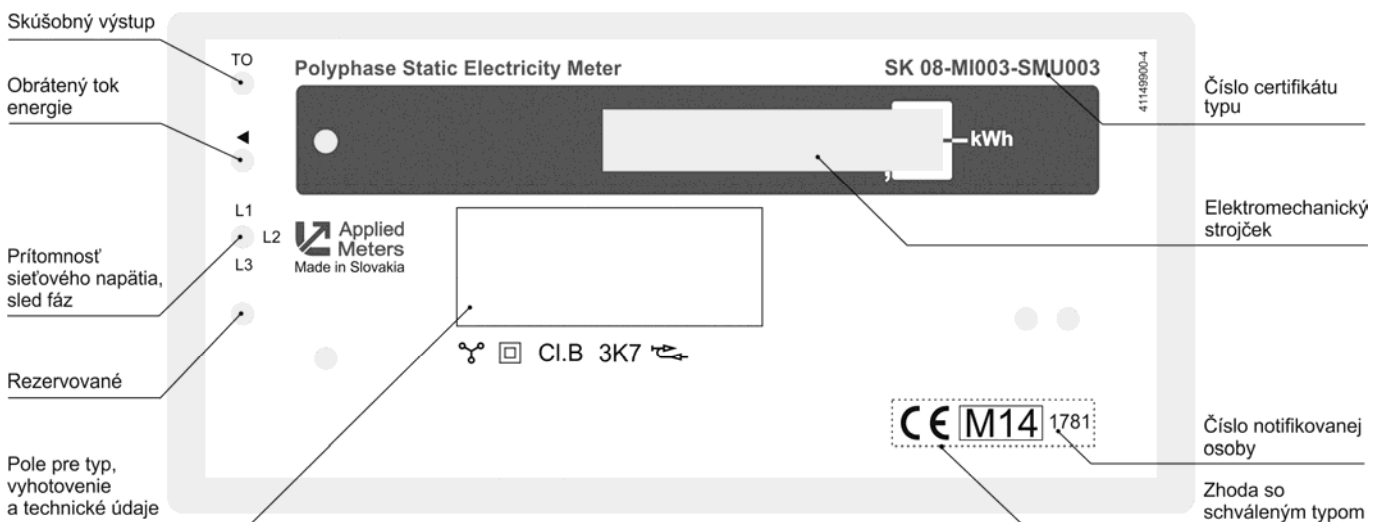 Skúšobný výstup
Obrátený tok
energie
Prítomnosť
sieťového napätia,
sled fáz
Rezervované
Pole pre typ,
vyhotovenie
a technické údaje
TO
◄
L1
L2
L3
Polyphase Static Electricity Meter
SK 08-MI003-SMU003
41149900-4
,
kWh
Applied
Meters
Made in Slovakia
Cl.B 3K7
CE M14 1781
Číslo certifikátu
typu
Elektromechanický
strojček
Číslo notifikovanej
osoby
Zhoda so
schváleným typom